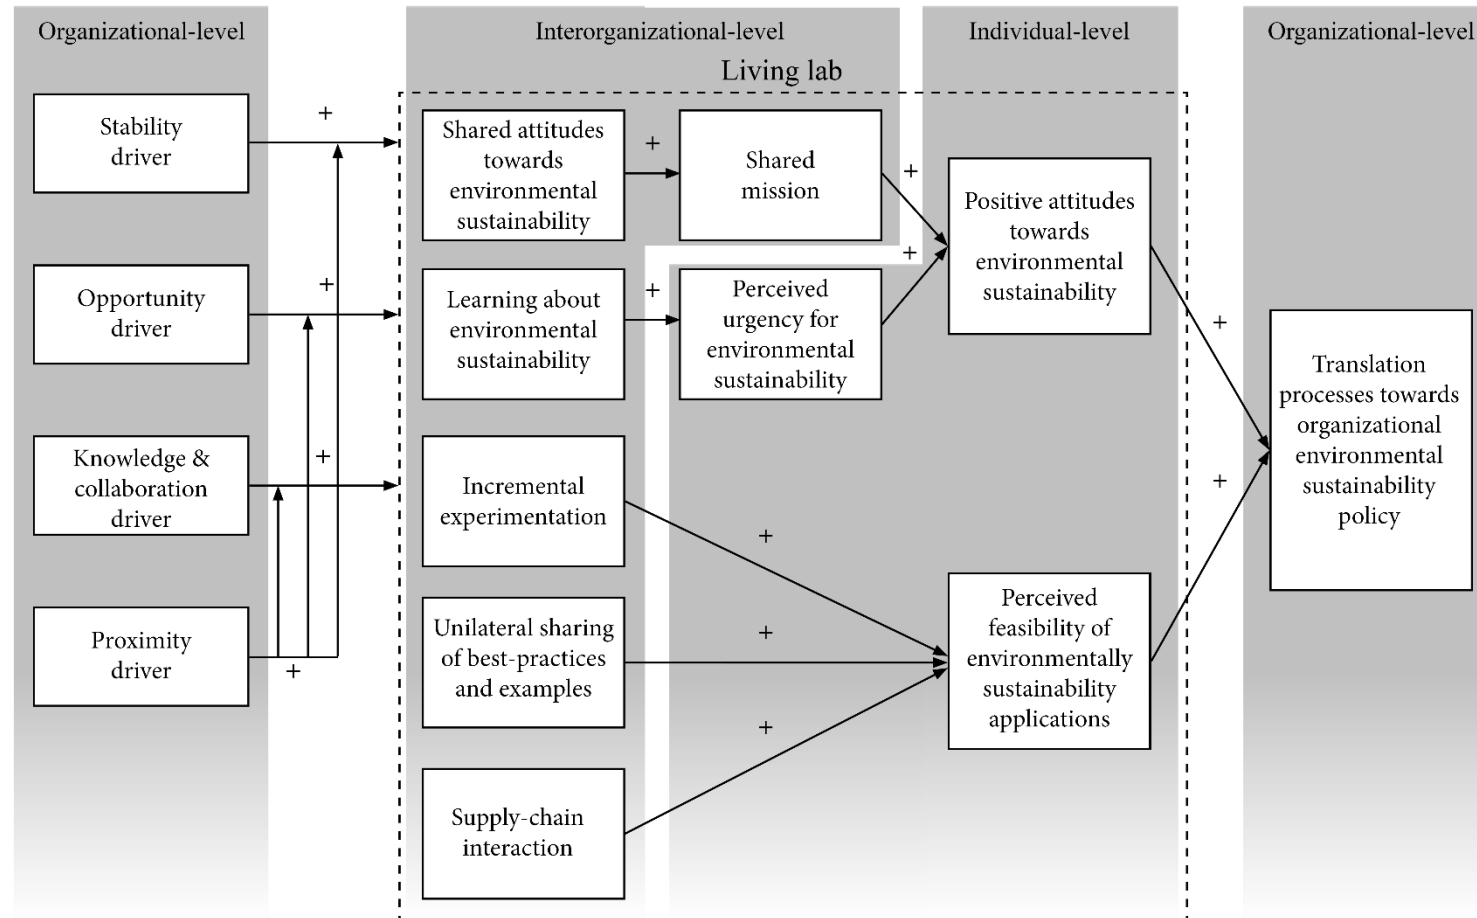 Organizational-level
Interorganizational-level
Individual-level
Organizational-level
Living lab
Stability
driver
+
Opportunity
driver
+
Knowledge &
collaboration
driver
+
Proximity
driver
+
Shared attitudes
towards
environmental
sustainability
+
Shared
mission
+
Learning about
environmental
sustainability
+
Perceived
urgency for
environmental
sustainability
+
Incremental
experimentation
+
Unilateral sharing
of best-practices
and examples
+
Supply-chain
interaction
+
Positive attitudes
towards
environmental
sustainability
+
Perceived
feasibility of
environmentally
sustainability
applications
+
Translation
processes towards
organizational
environmental
sustainability
policy